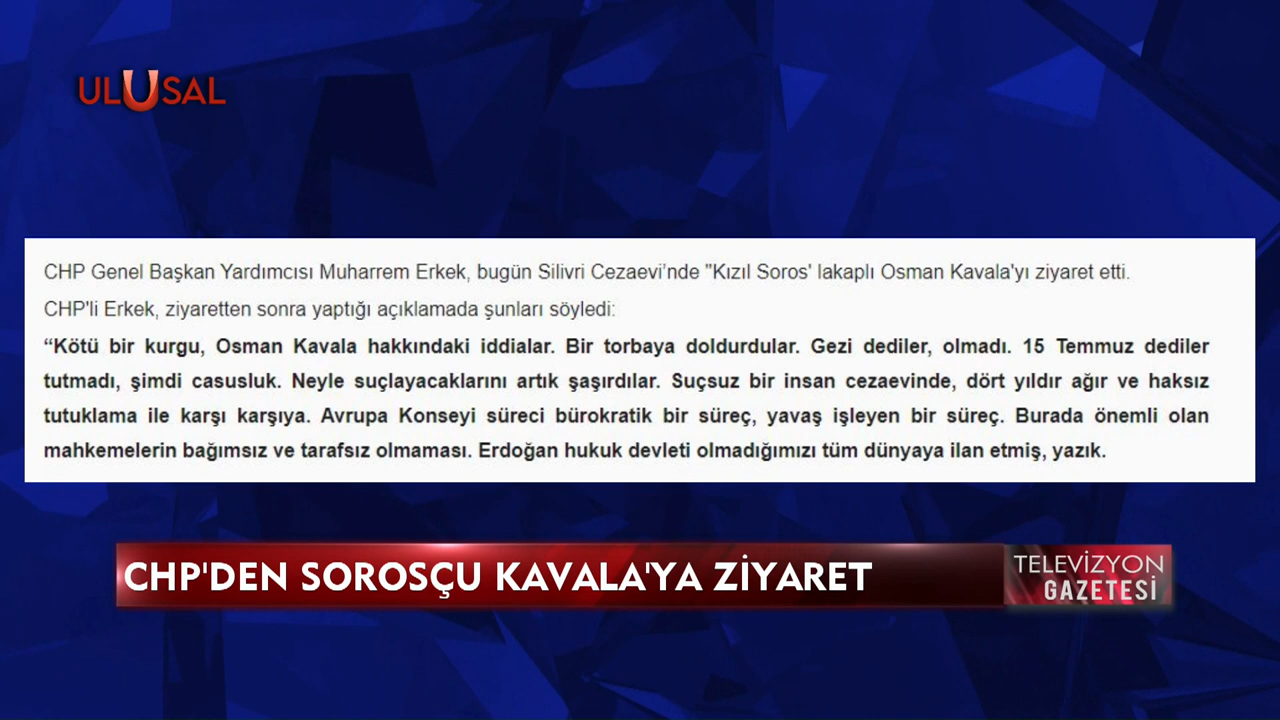 ULUSAL
CHP Genel Başkan Yardımcısı Muharrem Erkek, bugün Silivri Cezaevi’nde "Kızıl Soros' lakaplı Osman Kavala'yı ziyaret etti.
CHP'li Erkek, ziyaretten sonra yaptığı açıklamada şunları söyledi:
“Kötü bir kurgu, Osman Kavala hakkındaki iddialar. Bir torbaya doldurdular. Gezi dediler, olmadı. 15 Temmuz dediler
tutmadı, şimdi casusluk. Neyle suçlayacaklarını artık şaşırdılar. Suçsuz bir insan cezaevinde, dört yıldır ağır ve haksız
tutuklama ile karşı karşıya. Avrupa Konseyi süreci bürokratik bir süreç, yavaş işleyen bir süreç. Burada önemli olan
mahkemelerin bağımsız ve tarafsız olmaması. Erdoğan hukuk devleti olmadığımızı tüm dünyaya ilan etmiş, yazık.
CHP'DEN SOROSÇU KAVALA'YA ZİYARET
TELEVİZYON
GAZETESİ